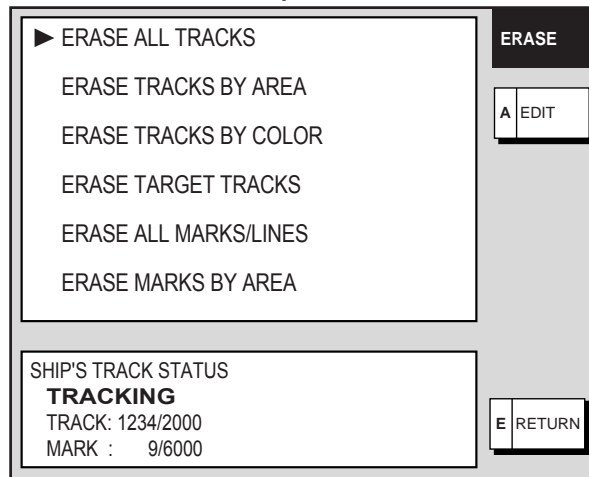 ▶ ERASE ALL TRACKS
ERASE TRACKS BY AREA
ERASE TRACKS BY COLOR
ERASE TARGET TRACKS
ERASE ALL MARKS/LINES
ERASE MARKS BY AREA
ERASE
A EDIT
SHIP'S TRACK STATUS
TRACKING
TRACK: 1234/2000
MARK : 9/6000
E RETURN